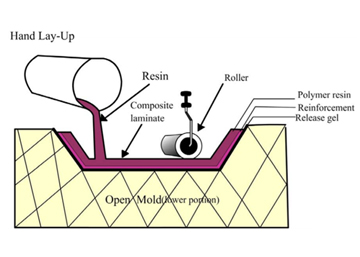 Hand Lay-Up
Resin
Roller
Composite
laminate
Polymer resin
Reinforcement
Release gel
Open Mold(lower portion)